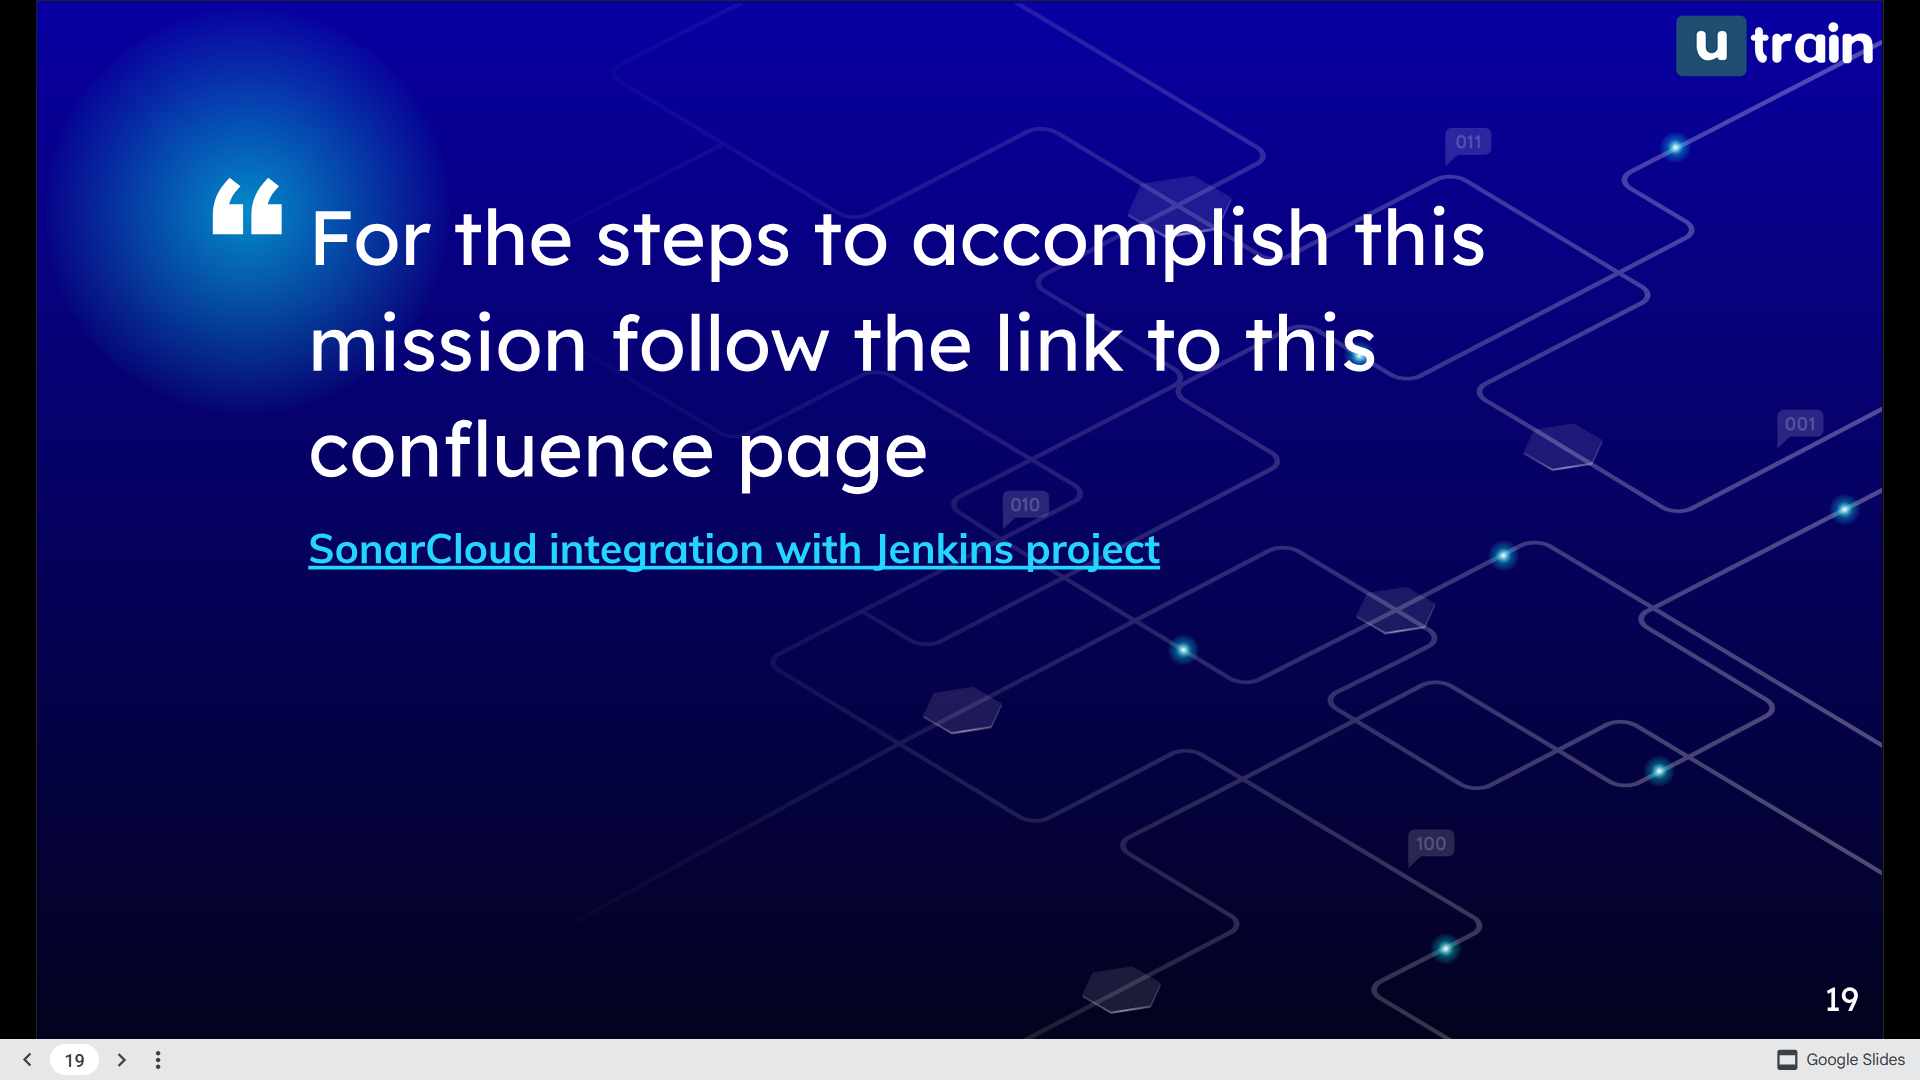 u train
011
“ For the steps to accomplish this
mission follow the link to this
001
confluence page
010
SonarCloud integration with Jenkins project
100
19
19
Google Slides